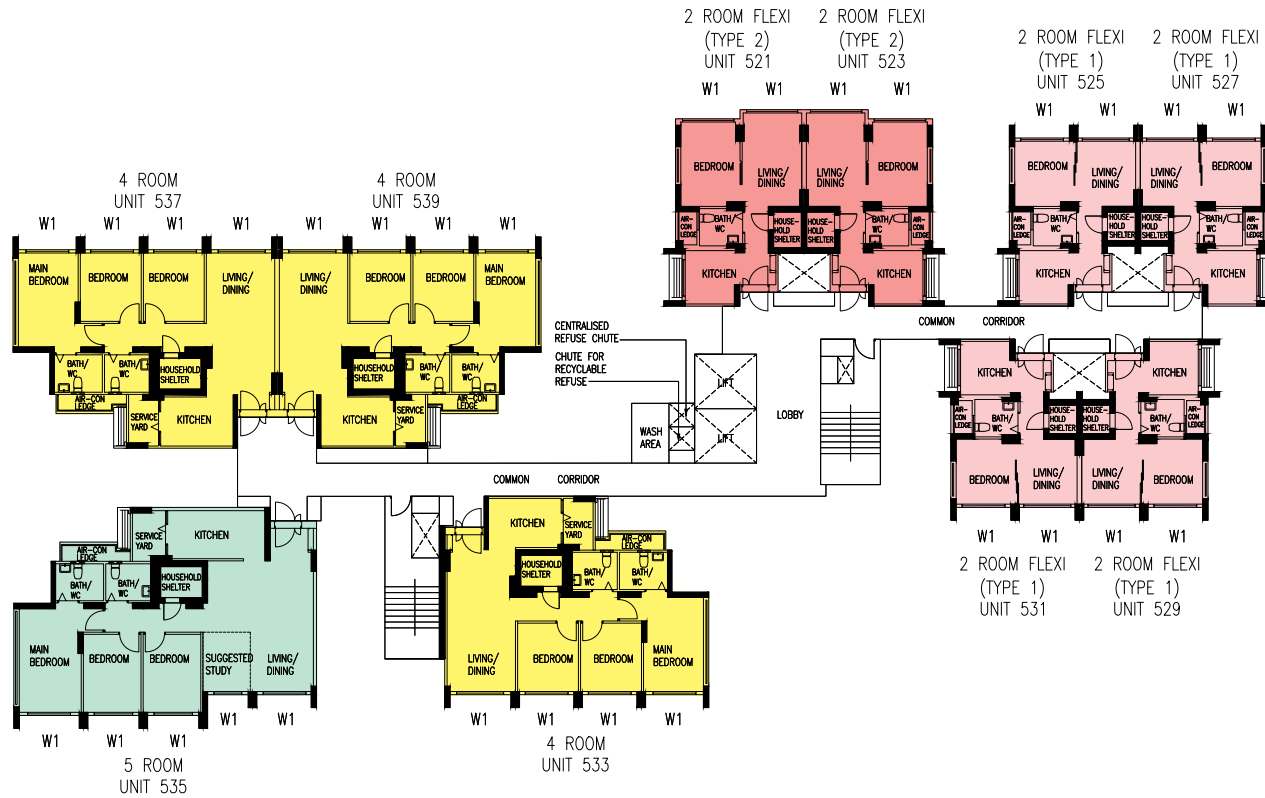 2 ROOM FLEXI
(TYPE 2)
UNIT 521
2 ROOM FLEXI
(TYPE 2)
UNIT 523
2 ROOM FLEXI
(TYPE 1)
UNIT 525
2 ROOM FLEXI
(TYPE 1)
UNIT 527
W1 W1 W1 W1
W1 W1 W1 W1
BEDROOM
LIVING/
DINING
LIVING/
DINING
BEDROOM
AIR-
CON
LEDGE
BATH/
WC
HOUSE-
HOLD
SHELTER
HOUSE-
HOLD
SHELTER
BATH/
WC
AIR-
CON
LEDGE
KITCHEN
KITCHEN
BEDROOM
LIVING/
DINING
LIVING/
DINING
BEDROOM
AIR-
CON
LEDGE
BATH/
WC
HOUSE-
HOLD
SHELTER
HOUSE-
HOLD
SHELTER
BATH/
WC
AIR-
CON
LEDGE
KITCHEN
KITCHEN
4 ROOM
UNIT 537
4 ROOM
UNIT 539
W1 W1 W1 W1 W1 W1 W1 W1
MAIN
BEDROOM
BEDROOM
BEDROOM
LIVING/
DINING
LIVING/
DINING
BEDROOM
BEDROOM
MAIN
BEDROOM
BATH/
WC
BATH/
WC
HOUSEHOLD
SHELTER
HOUSEHOLD
SHELTER
BATH/
WC
BATH/
WC
AIR-CON
LEDGE
SERVICE
YARD
KITCHEN
KITCHEN
SERVICE
YARD
AIR-CON
LEDGE
CENTRALISED
REFUSE CHUTE
CHUTE FOR
RECYCLABLE
REFUSE
WASH
AREA
LIFT
LIFT
LOBBY
COMMON CORRIDOR
KITCHEN
KITCHEN
AIR-
CON
LEDGE
BATH/
WC
HOUSE-
HOLD
SHELTER
HOUSE-
HOLD
SHELTER
BATH/
WC
AIR-
CON
LEDGE
BEDROOM
LIVING/
DINING
LIVING/
DINING
BEDROOM
W1 W1 W1 W1
2 ROOM FLEXI
(TYPE 1)
UNIT 531
2 ROOM FLEXI
(TYPE 1)
UNIT 529
COMMON CORRIDOR
SERVICE
YARD
KITCHEN
AIR-CON
LEDGE
BATH/
WC
BATH/
WC
HOUSEHOLD
SHELTER
MAIN
BEDROOM
BEDROOM
BEDROOM
SUGGESTED
STUDY
LIVING/
DINING
W1 W1 W1 W1 W1
5 ROOM
UNIT 535
KITCHEN
SERVICE
YARD
AIR-CON
LEDGE
HOUSEHOLD
SHELTER
BATH/
WC
BATH/
WC
LIVING/
DINING
BEDROOM
BEDROOM
MAIN
BEDROOM
W1 W1 W1 W1
4 ROOM
UNIT 533